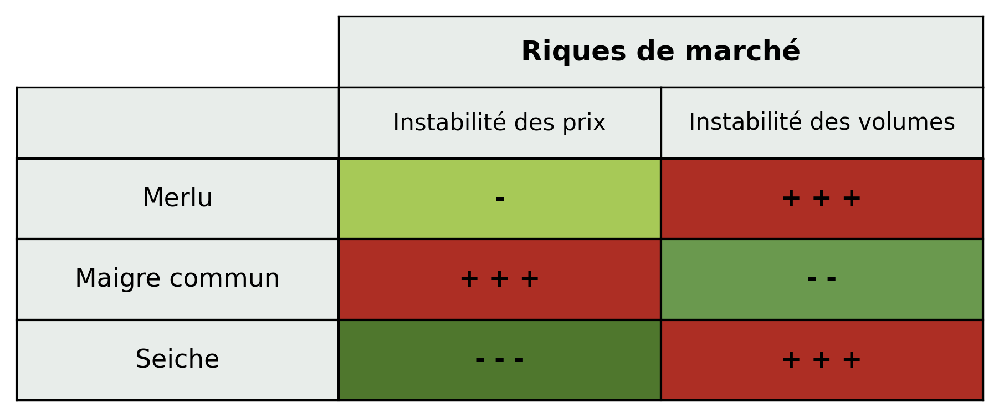 Riques de marché
Instabilité des prix
Instabilité des volumes
Merlu
-
+ + +
Maigre commun
+ + +
- -
Seiche
- - -
+ + +